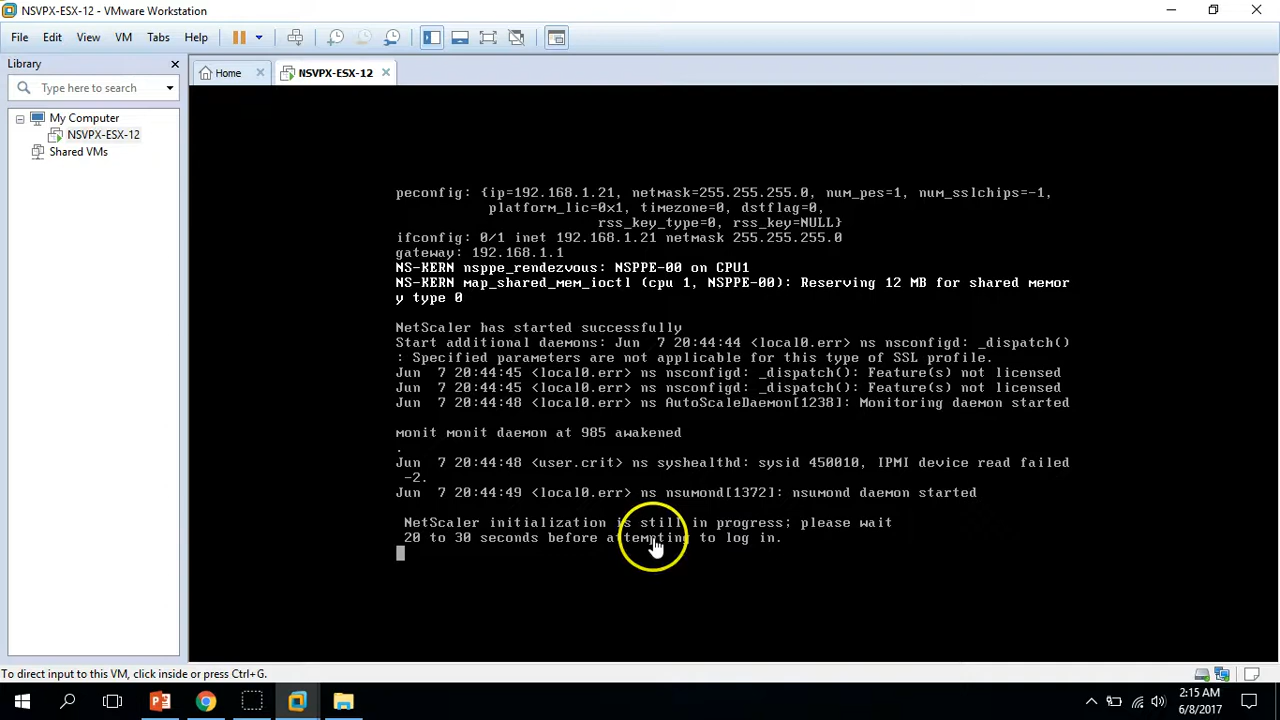 NSVPX-ESX-12 - VMware Workstation
File Edit View VM Tabs Help
Library
Type here to search
My Computer
NSVPX-ESX-12
Shared VMs
Home
NSVPX-ESX-12
peconfig: {ip=192.168.1.21, netmask=255.255.255.0, num_pes=1, num_sslchips=-1,
platform_lic=0x1, timezone=0, dstflag=0,
rss_key_type=0, rss_key=NULL}
ifconfig: 0/1 inet 192.168.1.21 netmask 255.255.255.0
gateway: 192.168.1.1
NS-KERN nsppe_rendezvous: NSPPE-00 on CPU1
NS-KERN map_shared_mem_ioctl (cpu 1, NSPPE-00): Reserving 12 MB for shared memor
y type 0
NetScaler has started successfully
Start additional daemons: Jun  7 20:44:44 <local0.err> ns nsconfigd: _dispatch()
: Specified parameters are not applicable for this type of SSL profile.
Jun  7 20:44:45 <local0.err> ns nsconfigd: _dispatch(): Feature(s) not licensed
Jun  7 20:44:45 <local0.err> ns nsconfigd: _dispatch(): Feature(s) not licensed
Jun  7 20:44:48 <local0.err> ns AutoScaleDaemon[1238]: Monitoring daemon started
monit monit daemon at 985 awakened
.
Jun  7 20:44:48 <user.crit> ns syshealthd: sysid 450010, IPMI device read failed
-2.
Jun  7 20:44:49 <local0.err> ns nsumond[1372]: nsumond daemon started
NetScaler initialization is still in progress; please wait
20 to 30 seconds before attempting to log in.
To direct input to this VM, click inside or press Ctrl+G.
2:15 AM
6/8/2017